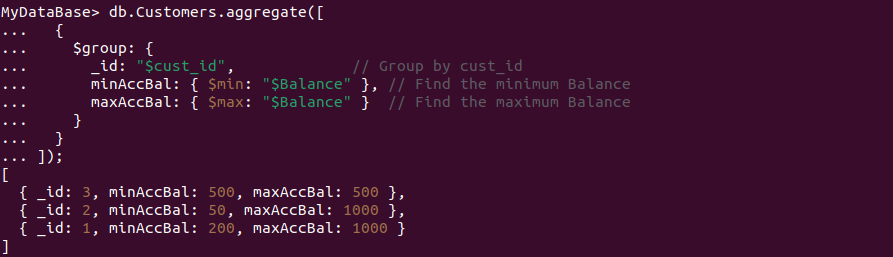 MyDataBase> db.Customers.aggregate([
...   {
...     $group: {
...       _id: "$cust_id",             // Group by cust_id
...       minAccBal: { $min: "$Balance" }, // Find the minimum Balance
...       maxAccBal: { $max: "$Balance" }  // Find the maximum Balance
...     }
...   }
... ]);
[
  { _id: 3, minAccBal: 500, maxAccBal: 500 },
  { _id: 2, minAccBal: 50, maxAccBal: 1000 },
  { _id: 1, minAccBal: 200, maxAccBal: 1000 }
]